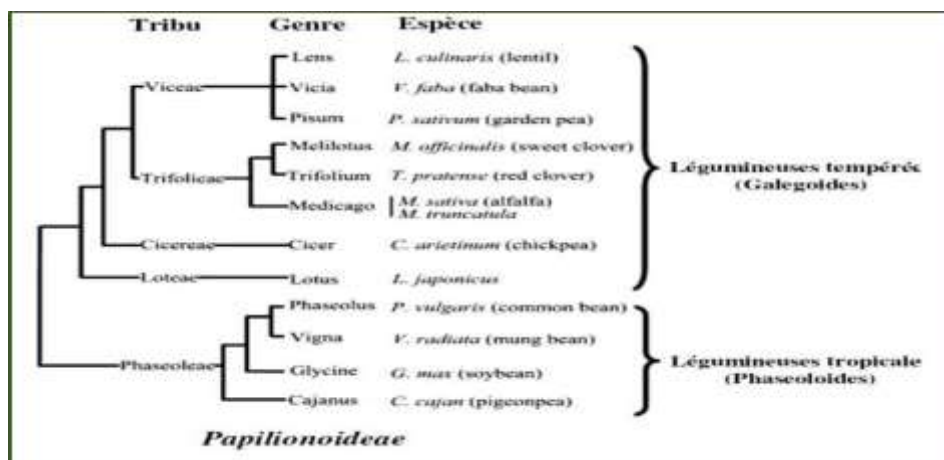 Tribu Genre Espèce
Lens L. culinaris (lentil)
Viceae Vicia V. faba (faba bean)
Pisum P. sativum (garden pea)
Melilotus M. officinalis (sweet clover)
Trifolieae Trifolium T. pratense (red clover)
Medicago M. sativa (alfalfa)
M. truncatula
Cicereae Cicer C. arietinum (chickpea)
Loteae Lotus L. japonicus
Légumineuses tempérés
(Galegoides)
Phaseolus P. vulgaris (common bean)
Vigna V. radiata (mung bean)
Phaseoleae Glycine G. max (soybean)
Cajanus C. cajan (pigeonpea)
Légumineuses tropicale
(Phaseoloides)
Papilionoideae